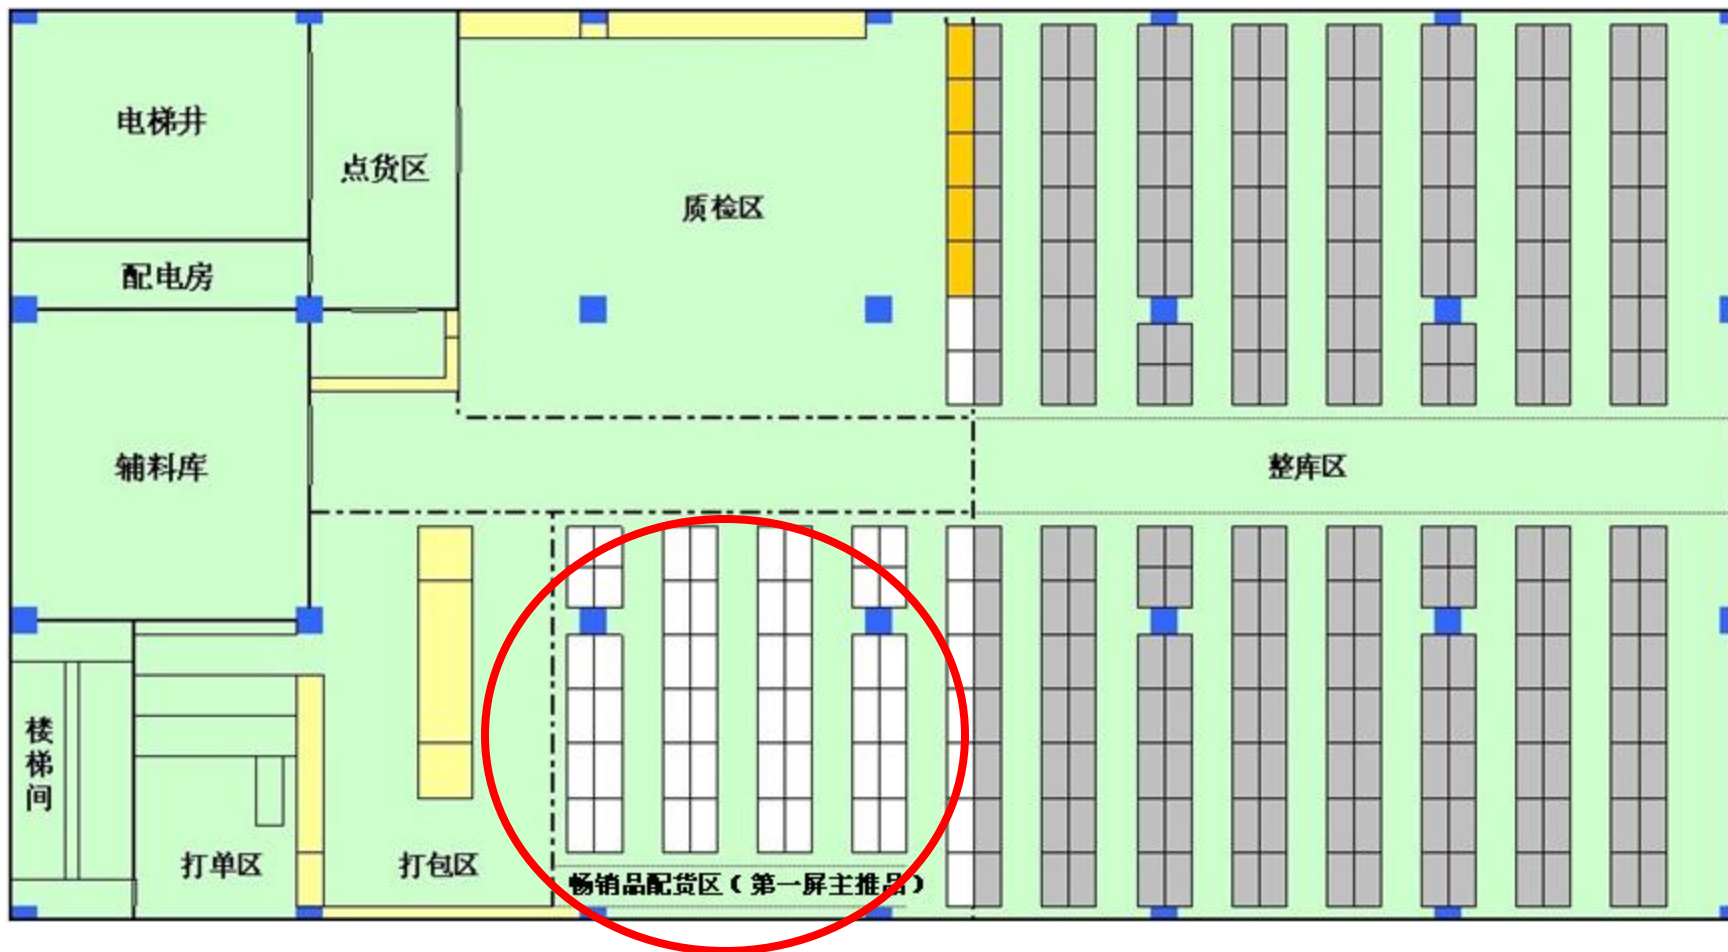 电梯井
点货区
质检区
配电房
辅料库
整库区
楼梯间
打单区
打包区
畅销品配货区（第一屏主推品）